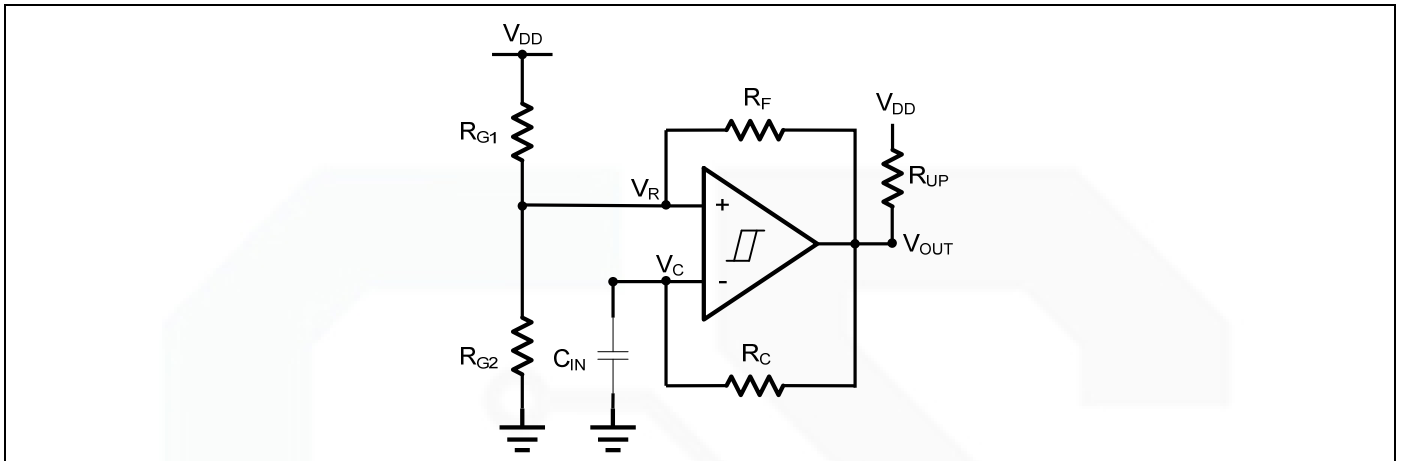 VDD
RF
VDD
RG1
RUP
VR
+
VOUT
VC
-
RC
RG2
CIN